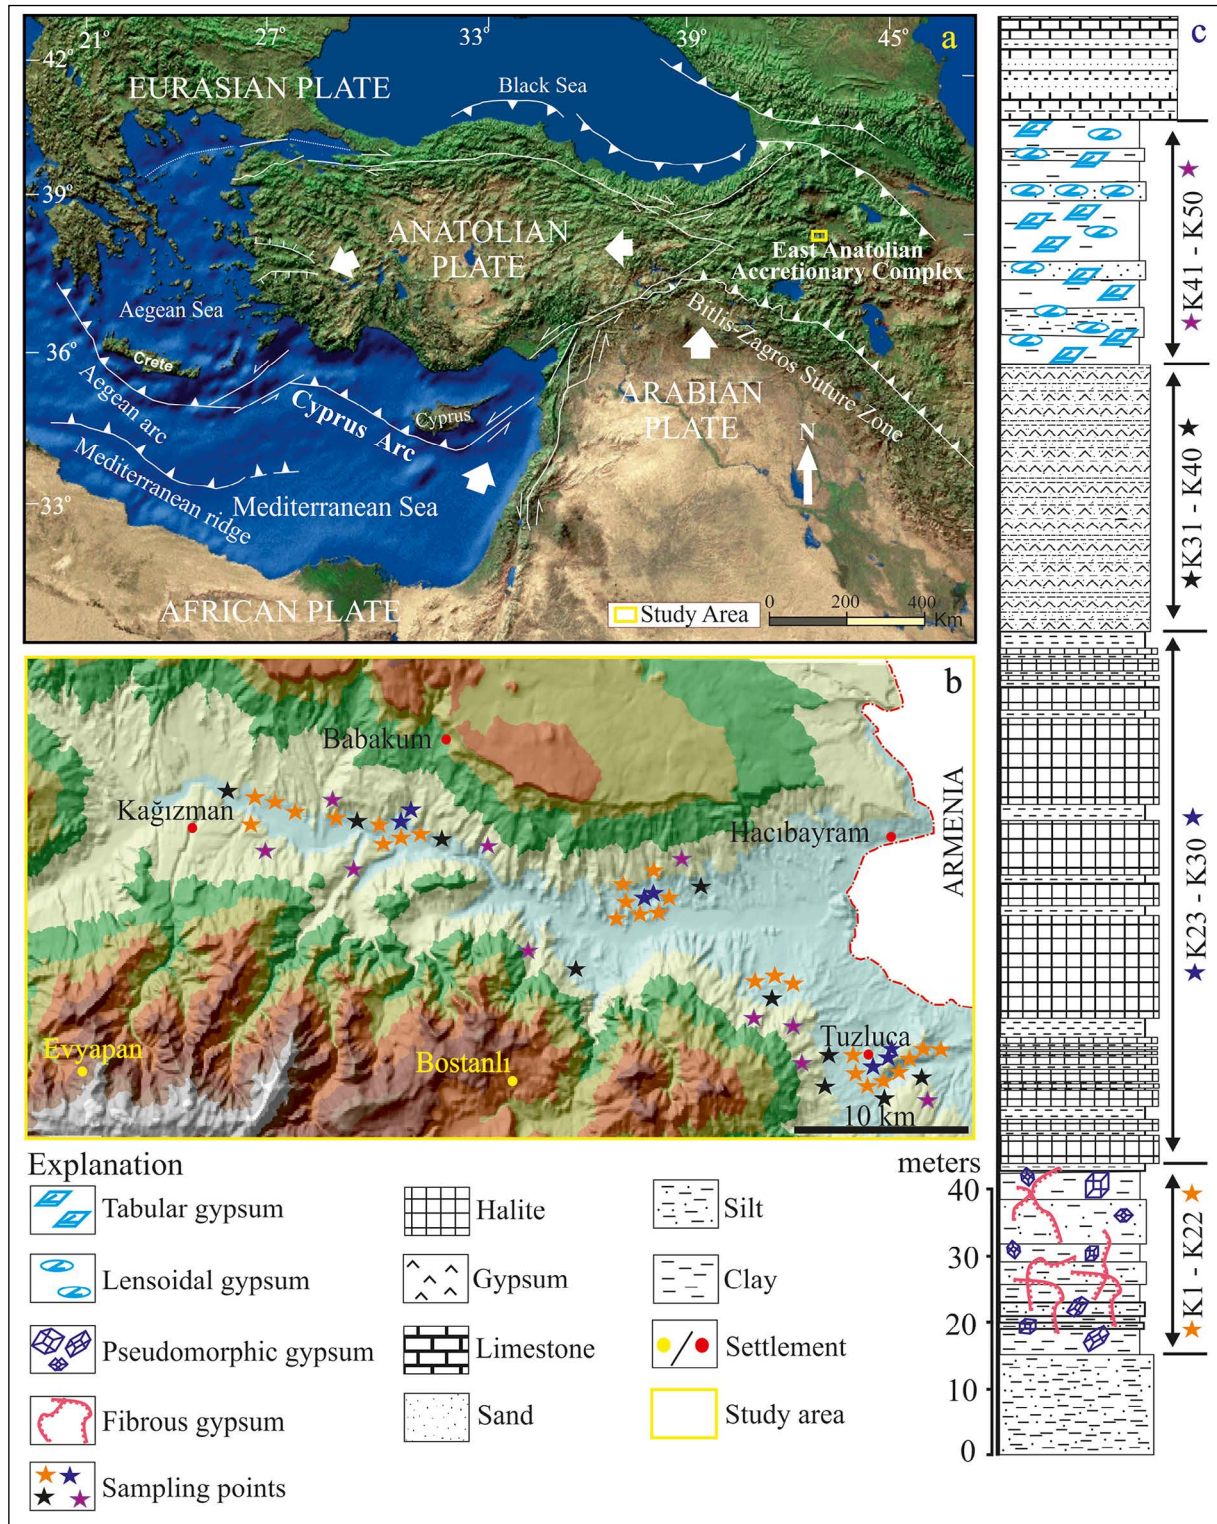 a
21°
27°
33°
39°
45°
42°
EURASIAN PLATE
Black Sea
39°
ANATOLIAN
PLATE
East Anatolian
Accretionary Complex
Aegean Sea
Bitlis-Zagros Suture Zone
36°
Crete
Aegean arc
Cyprus Arc
Cyprus
ARABIAN
PLATE
N
Mediterranean ridge
Mediterranean Sea
33°
AFRICAN PLATE
Study Area
0 200 400
Km
b
Babakum
Kağızman
Hacıbayram
ARMENIA
Evyapan
Bostanlı
Tuzluca
10 km
c
K41 - K50
K31 - K40
K23 - K30
K1 - K22
meters
40
30
20
10
0
Explanation
Tabular gypsum
Halite
Silt
Lensoidal gypsum
Gypsum
Clay
Pseudomorphic gypsum
Limestone
Settlement
Fibrous gypsum
Sand
Study area
Sampling points